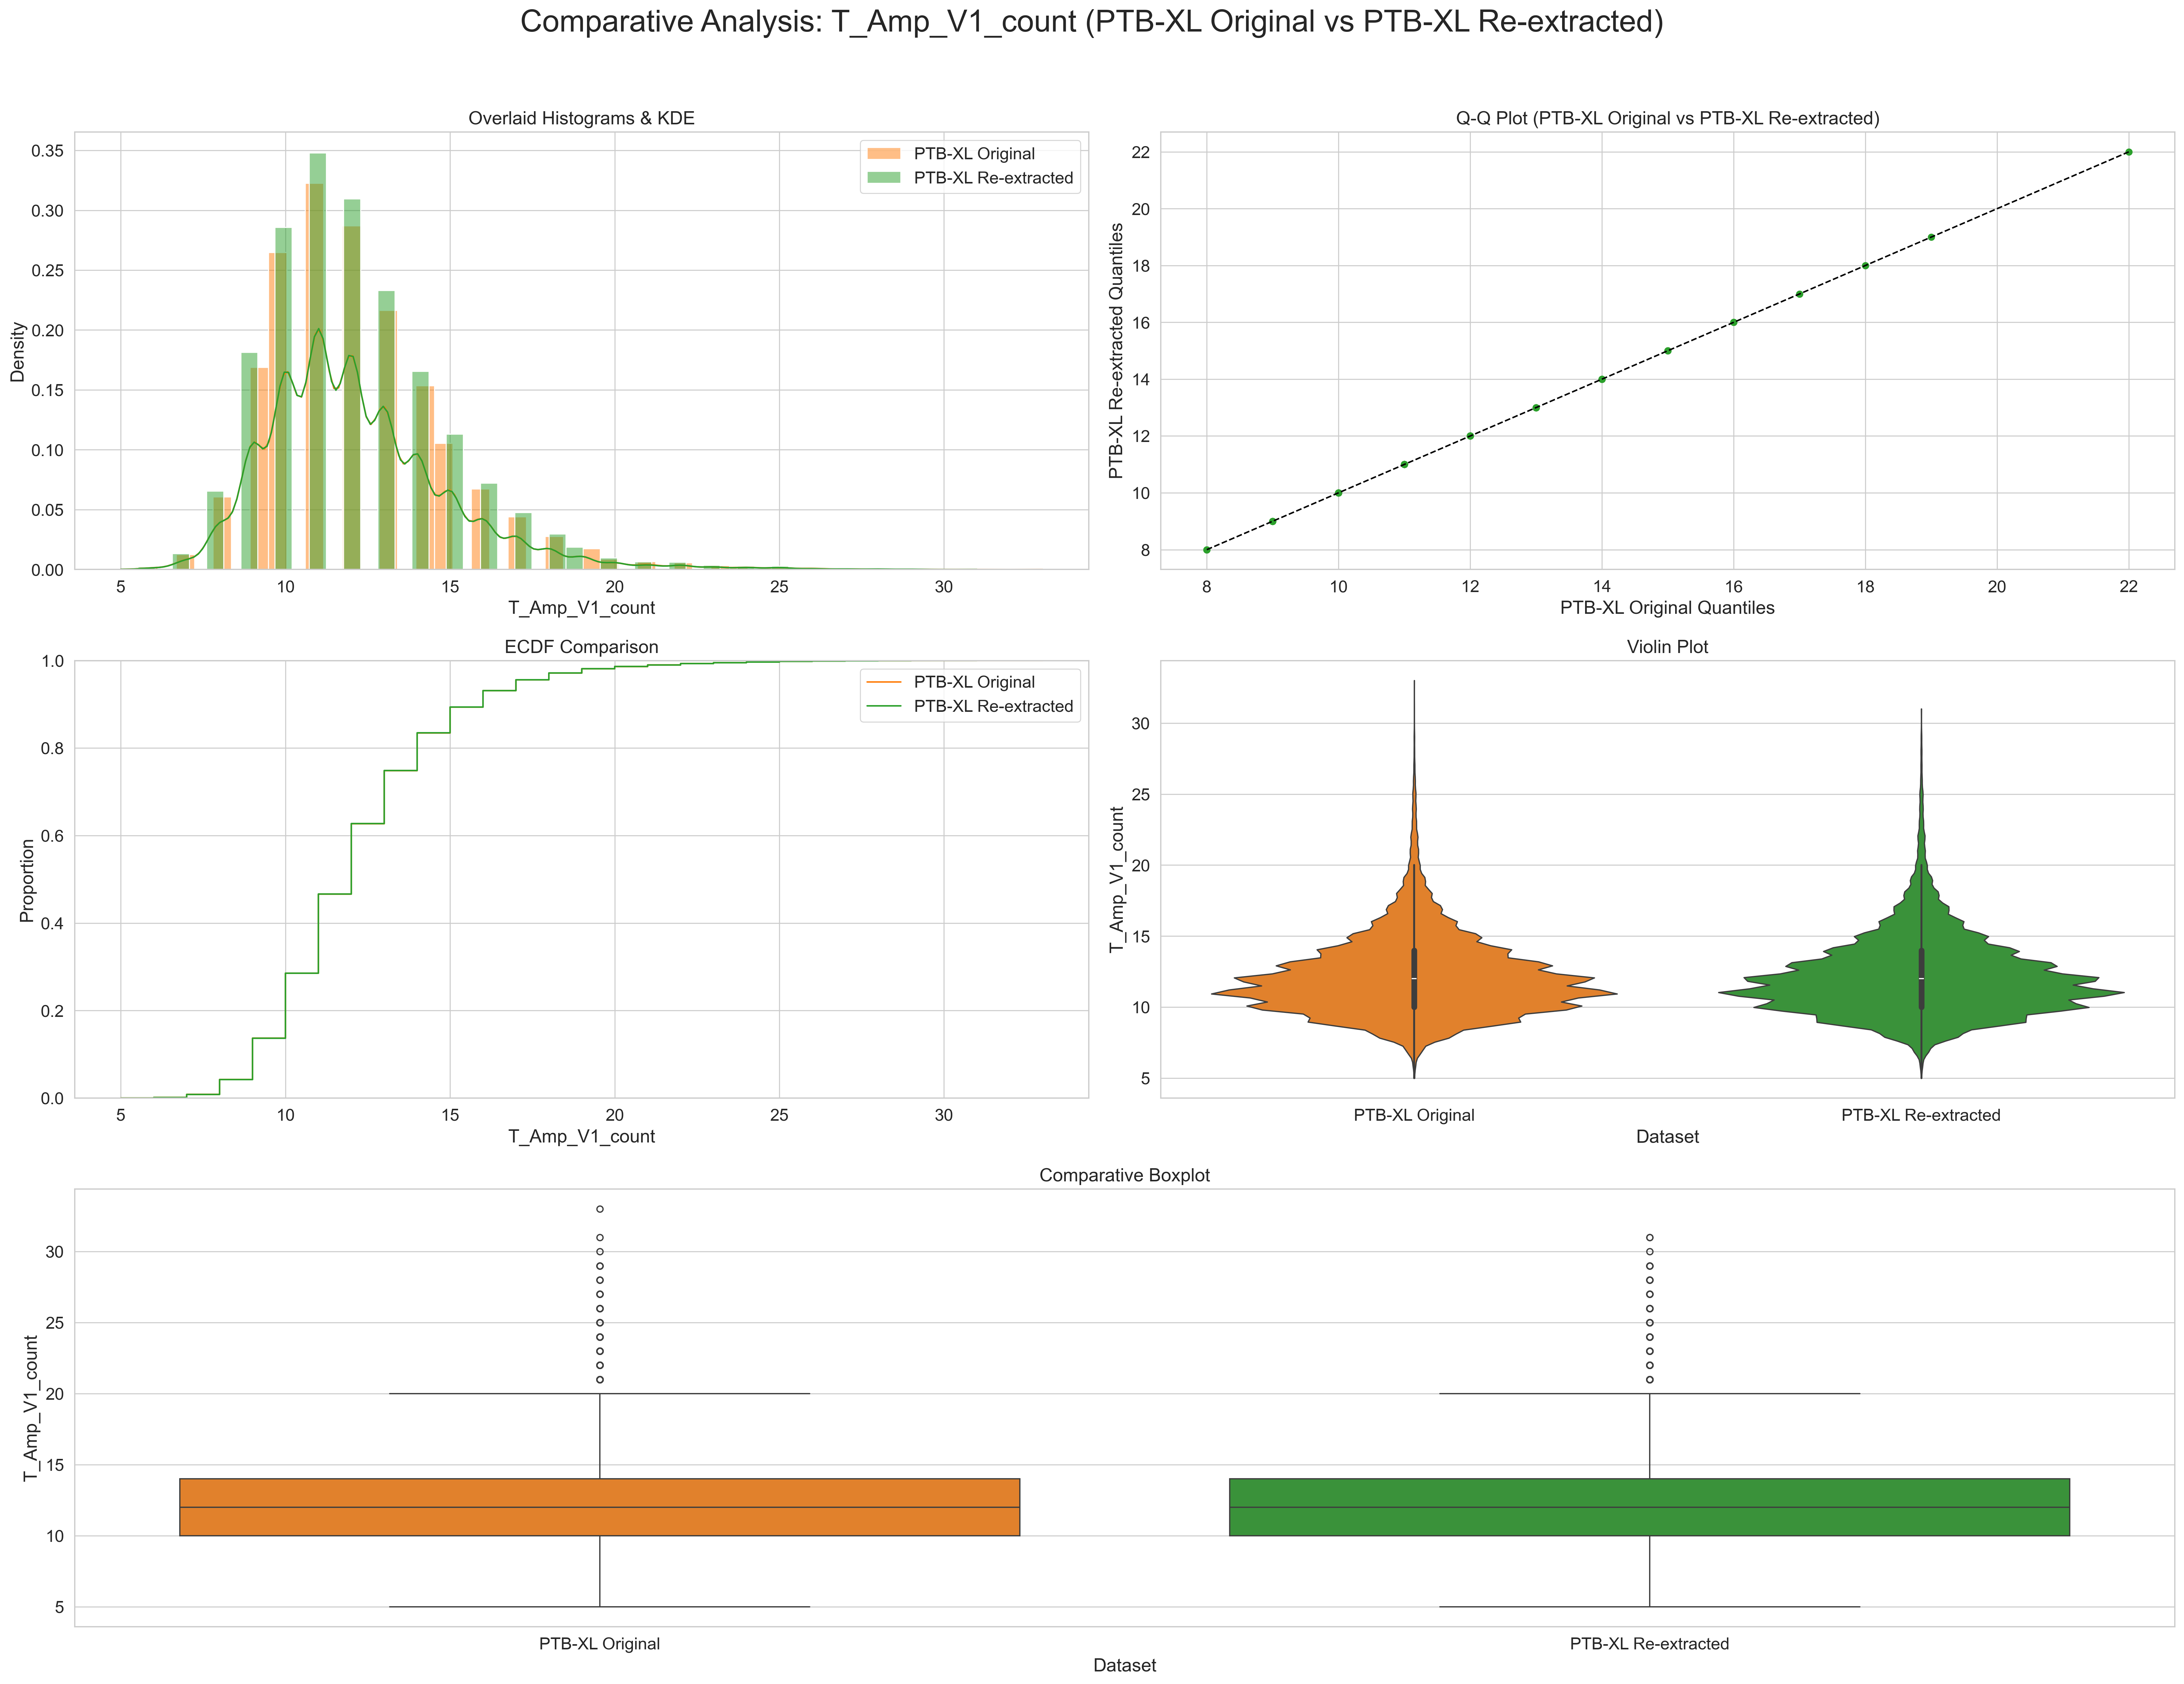 Comparative Analysis: T_Amp_V1_count (PTB-XL Original vs PTB-XL Re-extracted)
Overlaid Histograms & KDE
Density
0.35
0.30
0.25
0.20
0.15
0.10
0.05
0.00
5 10 15 20 25 30
T_Amp_V1_count
PTB-XL Original
PTB-XL Re-extracted
Q-Q Plot (PTB-XL Original vs PTB-XL Re-extracted)
PTB-XL Re-extracted Quantiles
22
20
18
16
14
12
10
8
8 10 12 14 16 18 20 22
PTB-XL Original Quantiles
ECDF Comparison
Proportion
1.0
0.8
0.6
0.4
0.2
0.0
5 10 15 20 25 30
T_Amp_V1_count
PTB-XL Original
PTB-XL Re-extracted
Violin Plot
T_Amp_V1_count
30
25
20
15
10
5
PTB-XL Original PTB-XL Re-extracted
Dataset
Comparative Boxplot
T_Amp_V1_count
30
25
20
15
10
5
PTB-XL Original PTB-XL Re-extracted
Dataset